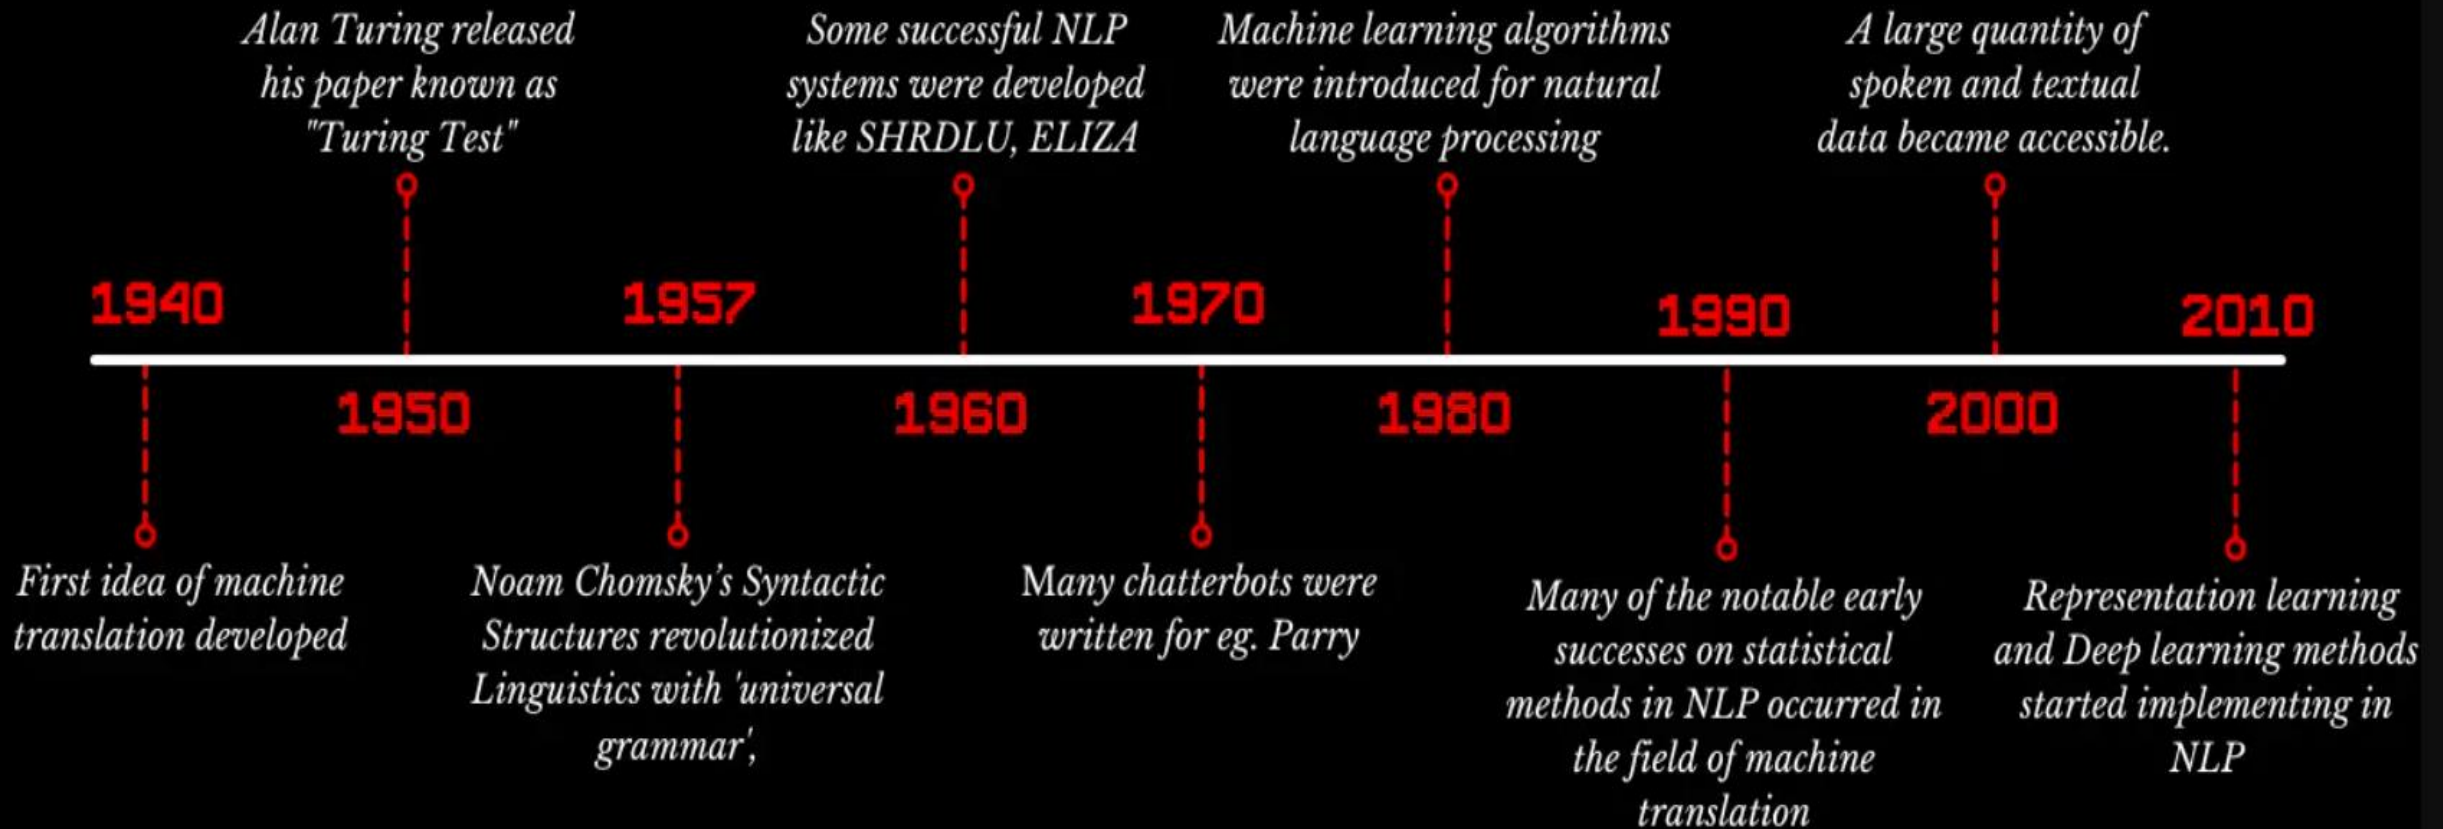 Alan Turing released
his paper known as
"Turing Test"
Some successful NLP
systems were developed
like SHRDLU, ELIZA
Machine learning algorithms
were introduced for natural
language processing
A large quantity of
spoken and textual
data became accessible.
1940
1957
1970
1990
2010
1950
1960
1980
2000
First idea of machine
translation developed
Noam Chomsky’s Syntactic
Structures revolutionized
Linguistics with 'universal
grammar',
Many chatterbots were
written for eg. Parry
Many of the notable early
successes on statistical
methods in NLP occurred in
the field of machine
translation
Representation learning
and Deep learning methods
started implementing in
NLP